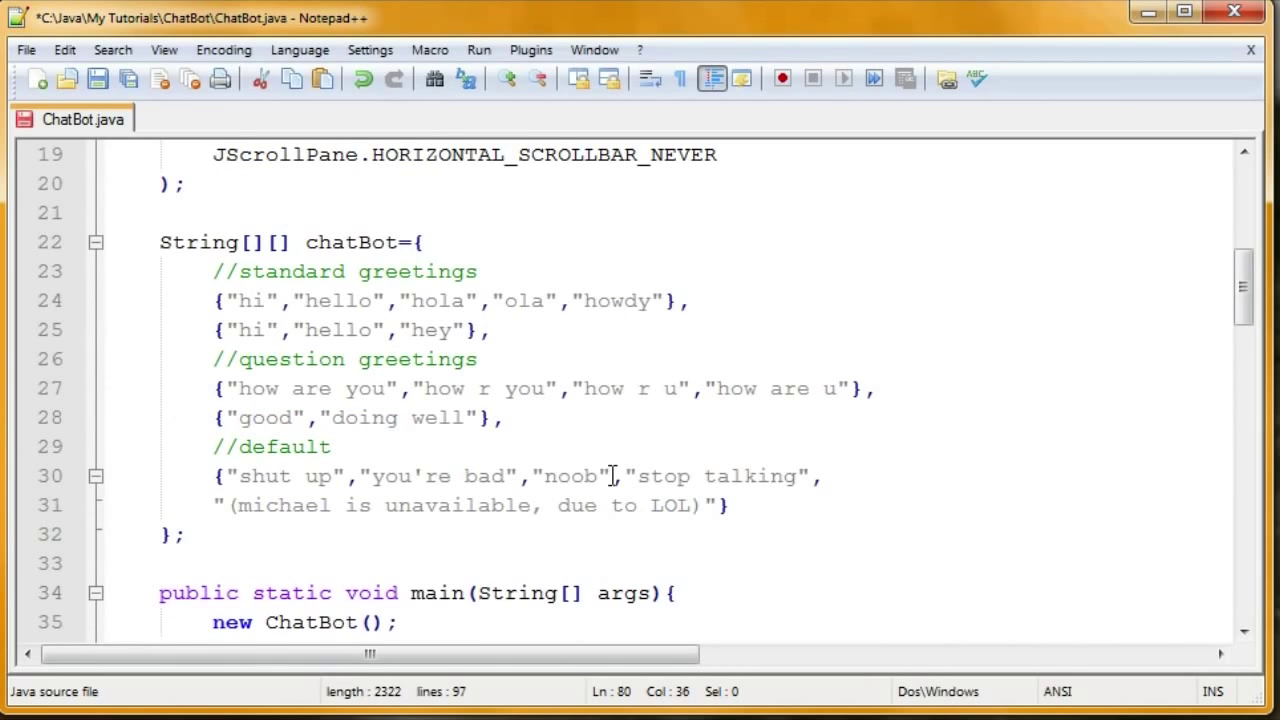 *C:\Java\My Tutorials\ChatBot\ChatBot.java - Notepad++
File Edit Search View Encoding Language Settings Macro Run Plugins Window ? X
ABC
ChatBot.java
19 JScrollPane.HORIZONTAL_SCROLLBAR_NEVER
20 );
21
22 String[][] chatBot={
23 //standard greetings
24 {"hi","hello","hola","ola","howdy"},
25 {"hi","hello","hey"},
26 //question greetings
27 {"how are you","how r you","how r u","how are u"},
28 {"good","doing well"},
29 //default
30 {"shut up","you're bad","noob","stop talking",
31 "(michael is unavailable, due to LOL)"}
32 };
33
34 public static void main(String[] args){
35 new ChatBot();
Java source file length : 2322 lines : 97 Ln : 80 Col : 36 Sel : 0 Dos\Windows ANSI INS